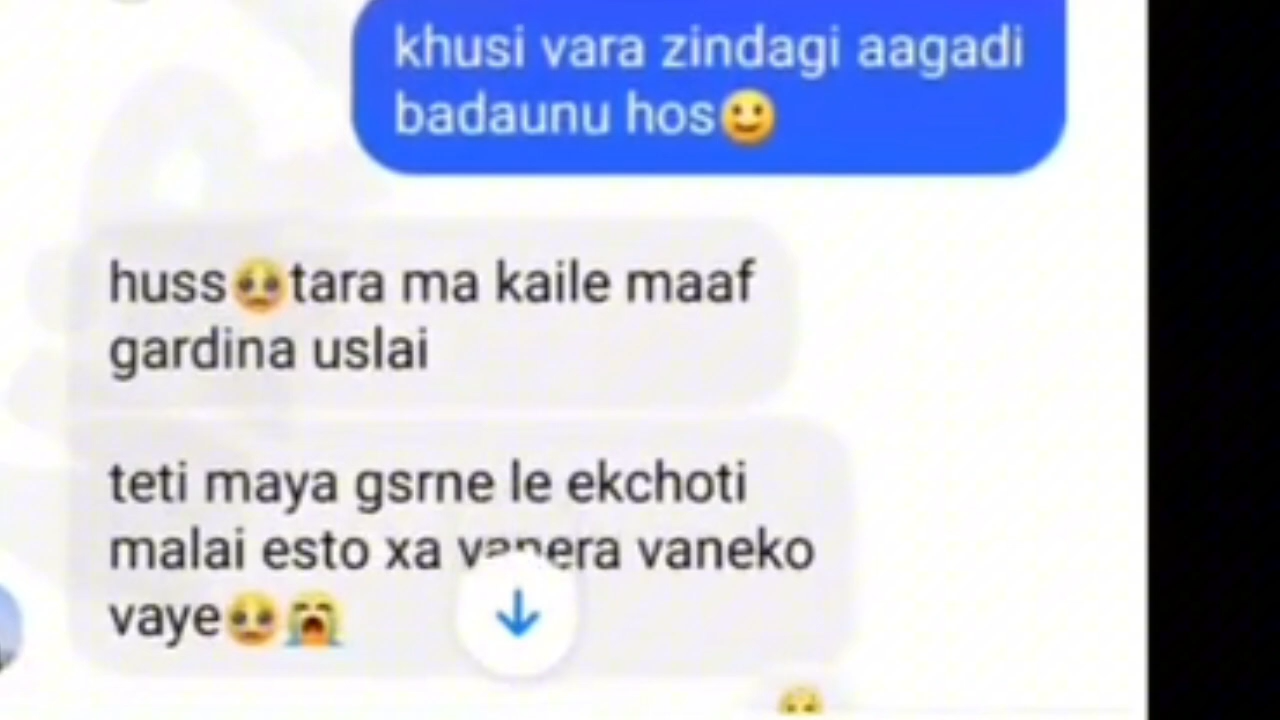 khusi vara zindagi aagadi
badaunu hos🙂
huss🥹tara ma kaile maaf
gardina uslai
teti maya gsrne le ekchoti
malai esto xa vanera vaneko
vaye🥹😭